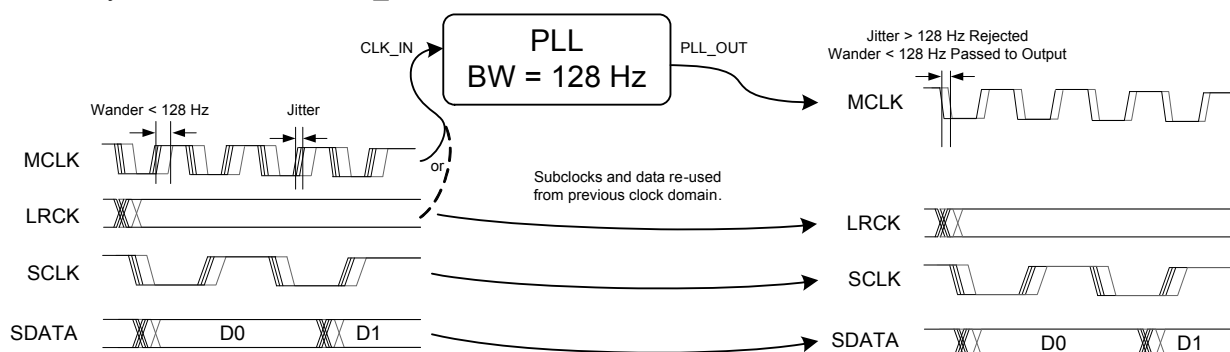 PLL
BW = 128 Hz
CLK_IN
PLL_OUT
Jitter > 128 Hz Rejected
Wander < 128 Hz Passed to Output
MCLK
Wander < 128 Hz
Jitter
MCLK
or
Subclocks and data re-used
from previous clock domain.
LRCK
LRCK
SCLK
SCLK
SDATA
D0
D1
SDATA
D0
D1